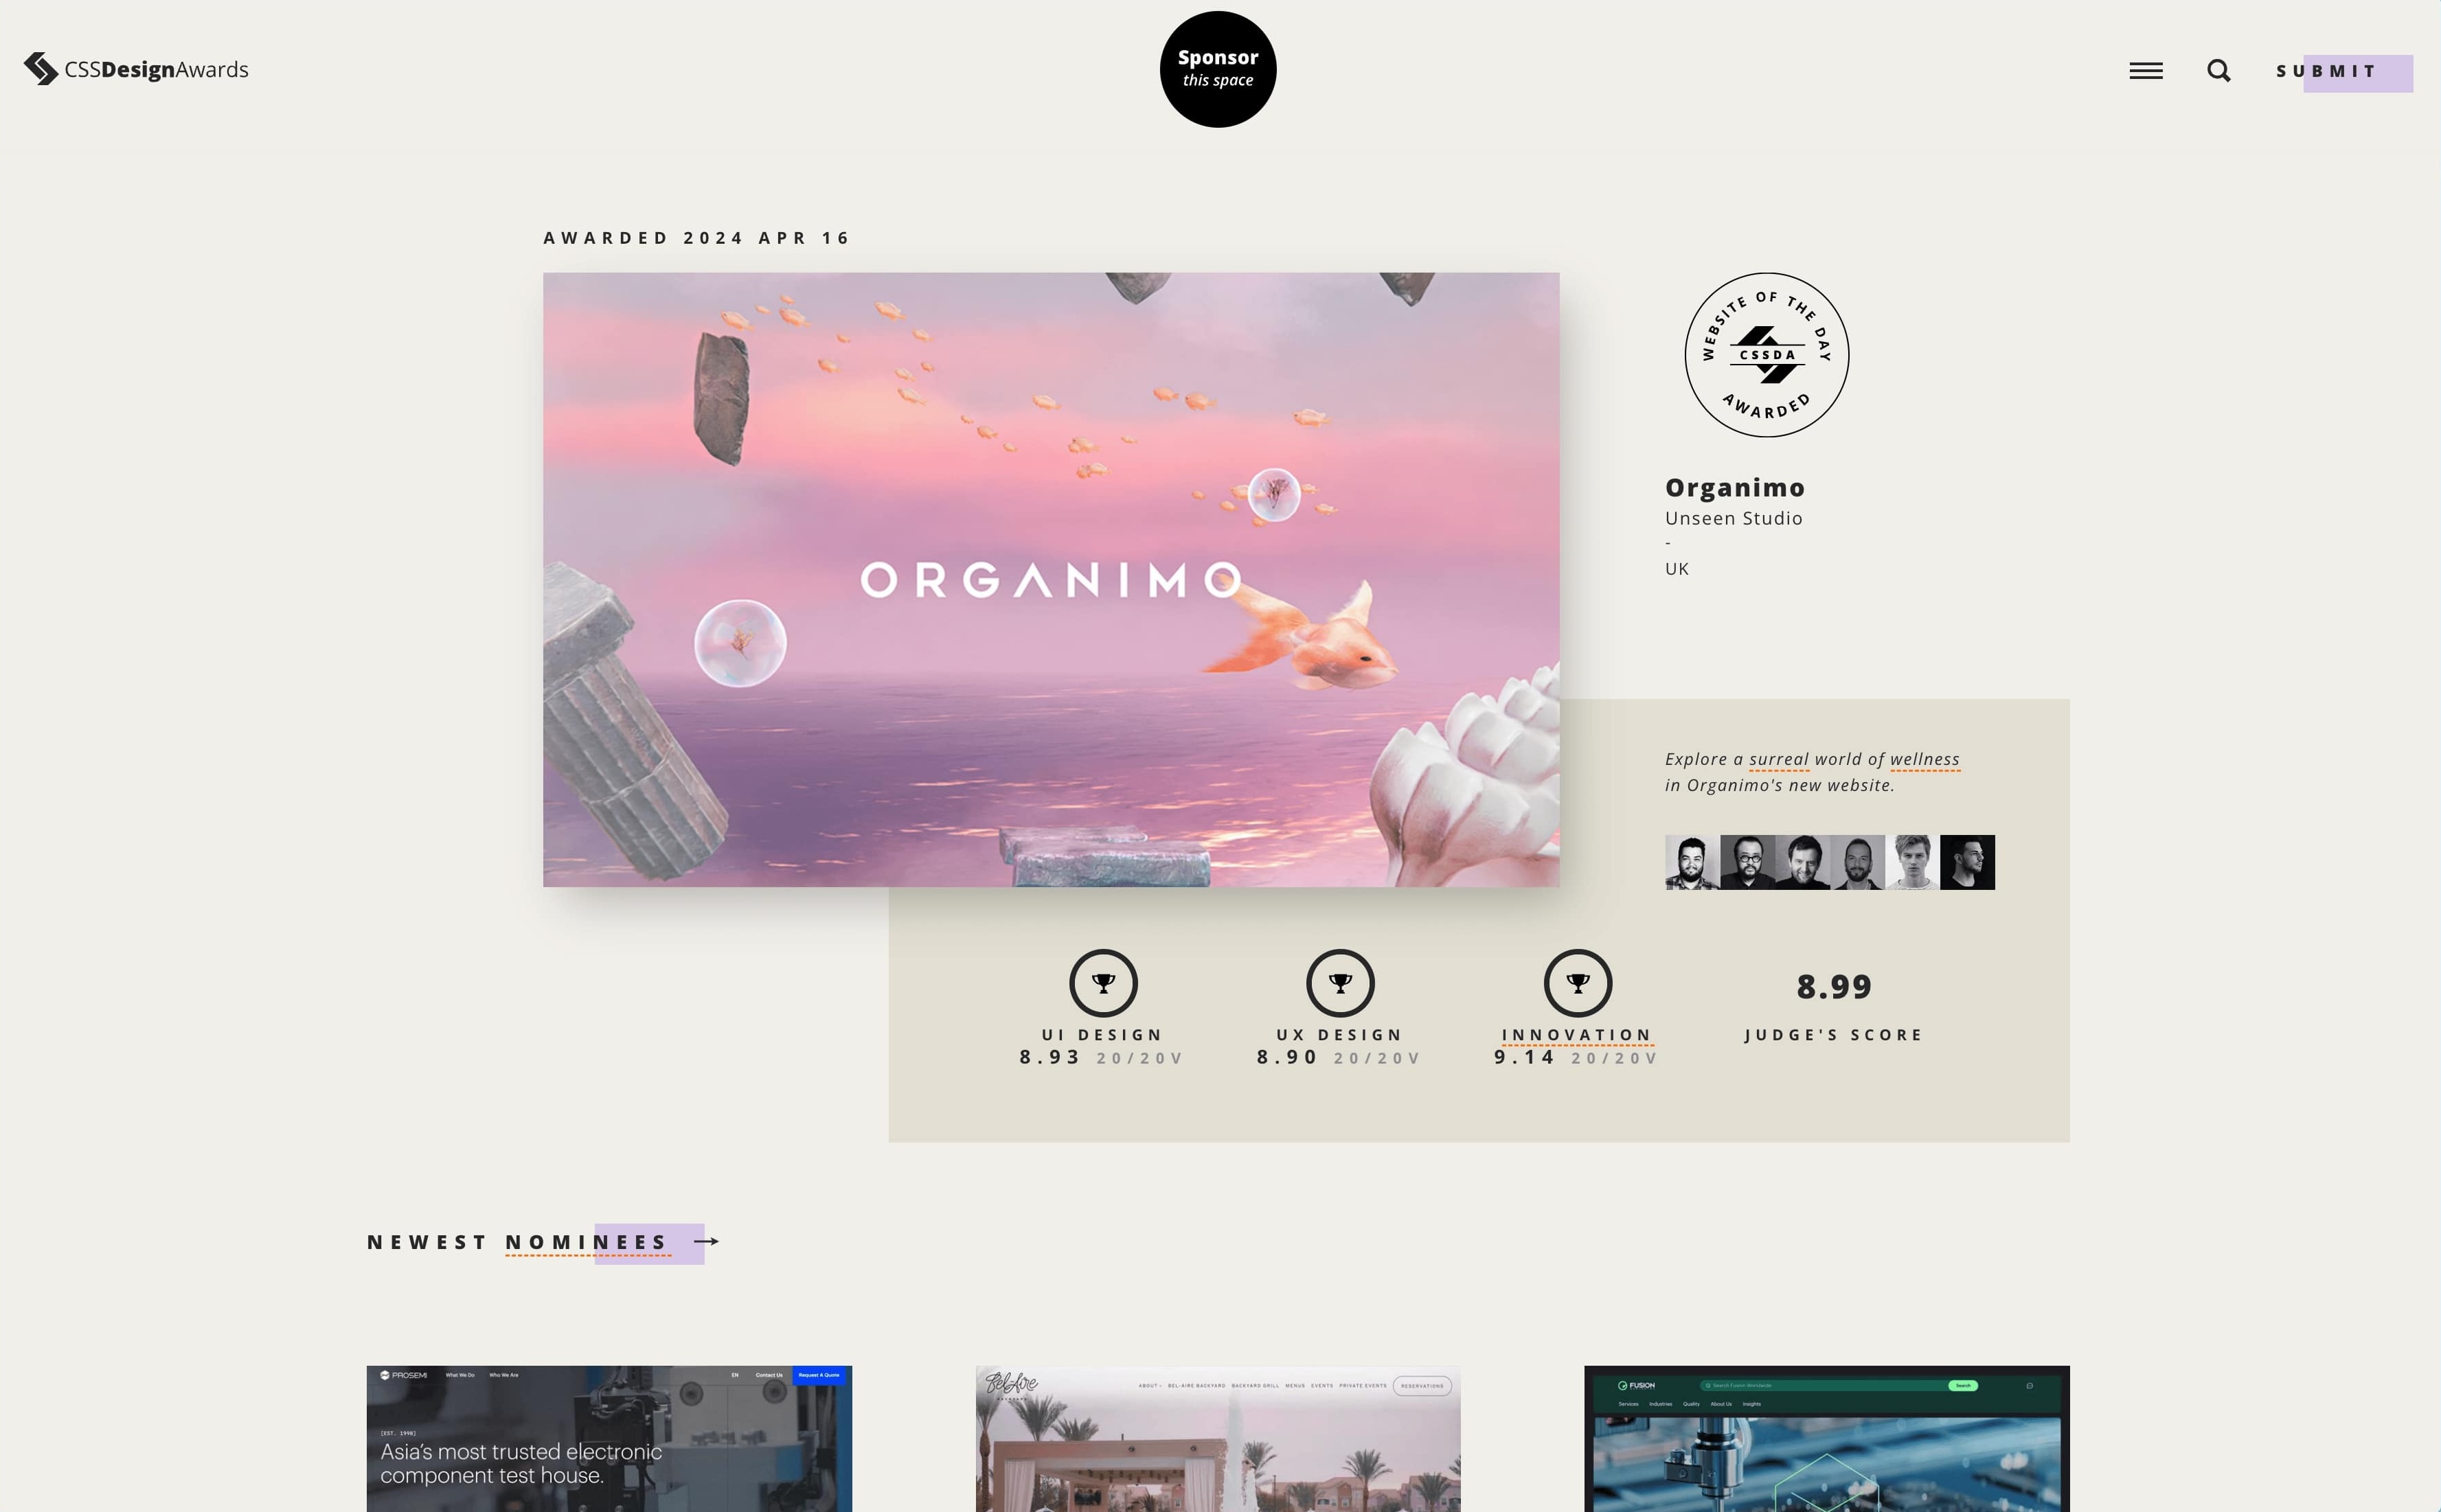 CSSDesignAwards
Sponsor
this space
SUBMIT
AWARDED 2024 APR 16
ORGANIMO
WEBSITE OF THE DAY
CSSDA
AWARDED
Organimo
Unseen Studio
-
UK
Explore a surreal world of wellness
in Organimo's new website.
UI DESIGN
8.93 20/20V
UX DESIGN
8.90 20/20V
INNOVATION
9.14 20/20V
8.99
JUDGE'S SCORE
NEWEST NOMINEES
PROSEMI What We Do Who We Are EN Contact Us Request A Quote
[EST. 1998]
Asia's most trusted electronic
component test house.
Bel-Aire
ABOUT BEL-AIRE BACKYARD BACKYARD GRILL MENUS EVENTS PRIVATE EVENTS RESERVATIONS
FUSION Search Fusion Worldwide Search
Services Industries Quality About Us Insights